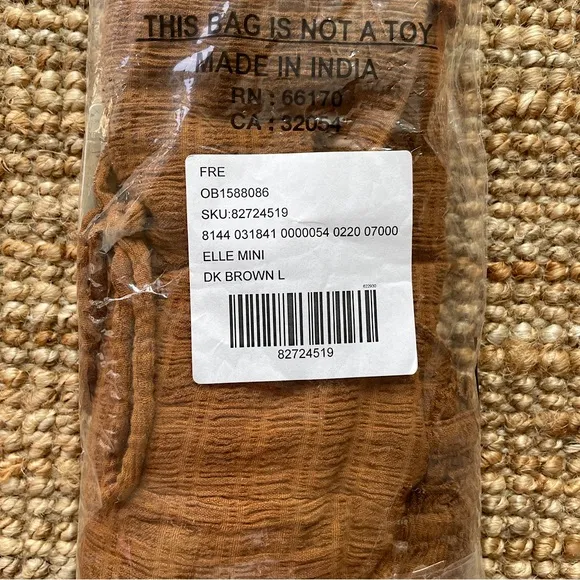 THIS BAG IS NOT A TOY
MADE IN INDIA
RN : 66170
CA : 32054
FRE
OB1588086
SKU:82724519
8144 031841 0000054 0220 07000
ELLE MINI
DK BROWN L
822930
82724519